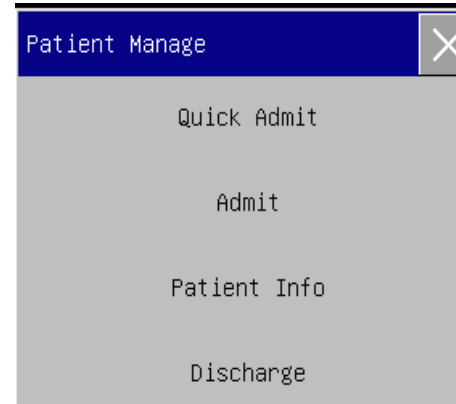 Patient Manage
Quick Admit
Admit
Patient Info
Discharge